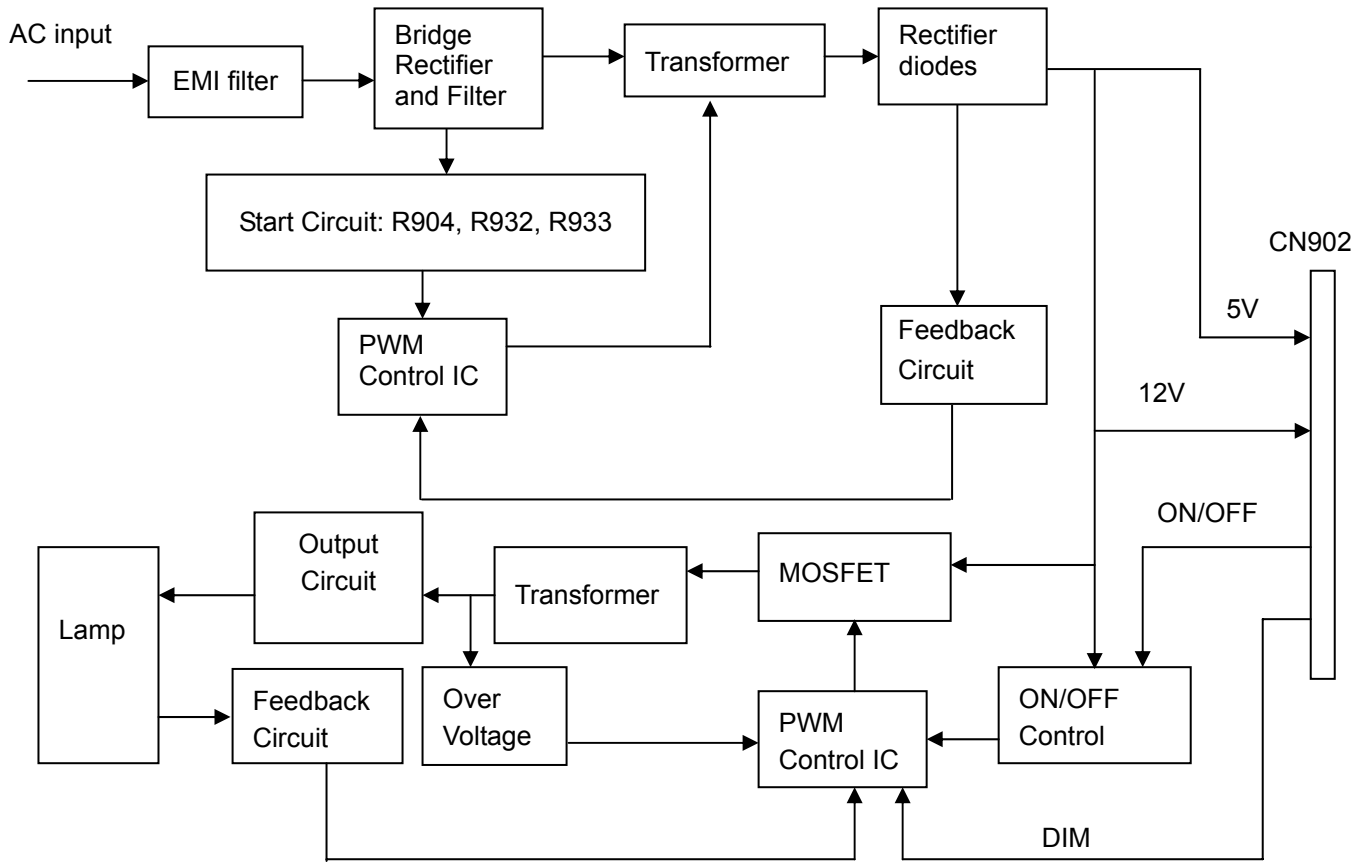 AC input
EMI filter
Bridge
Rectifier
and Filter
Transformer
Rectifier
diodes
Start Circuit: R904, R932, R933
CN902
5V
PWM
Control IC
Feedback
Circuit
12V
ON/OFF
Output
Circuit
MOSFET
Transformer
Lamp
Feedback
Circuit
Over
Voltage
PWM
Control IC
ON/OFF
Control
DIM